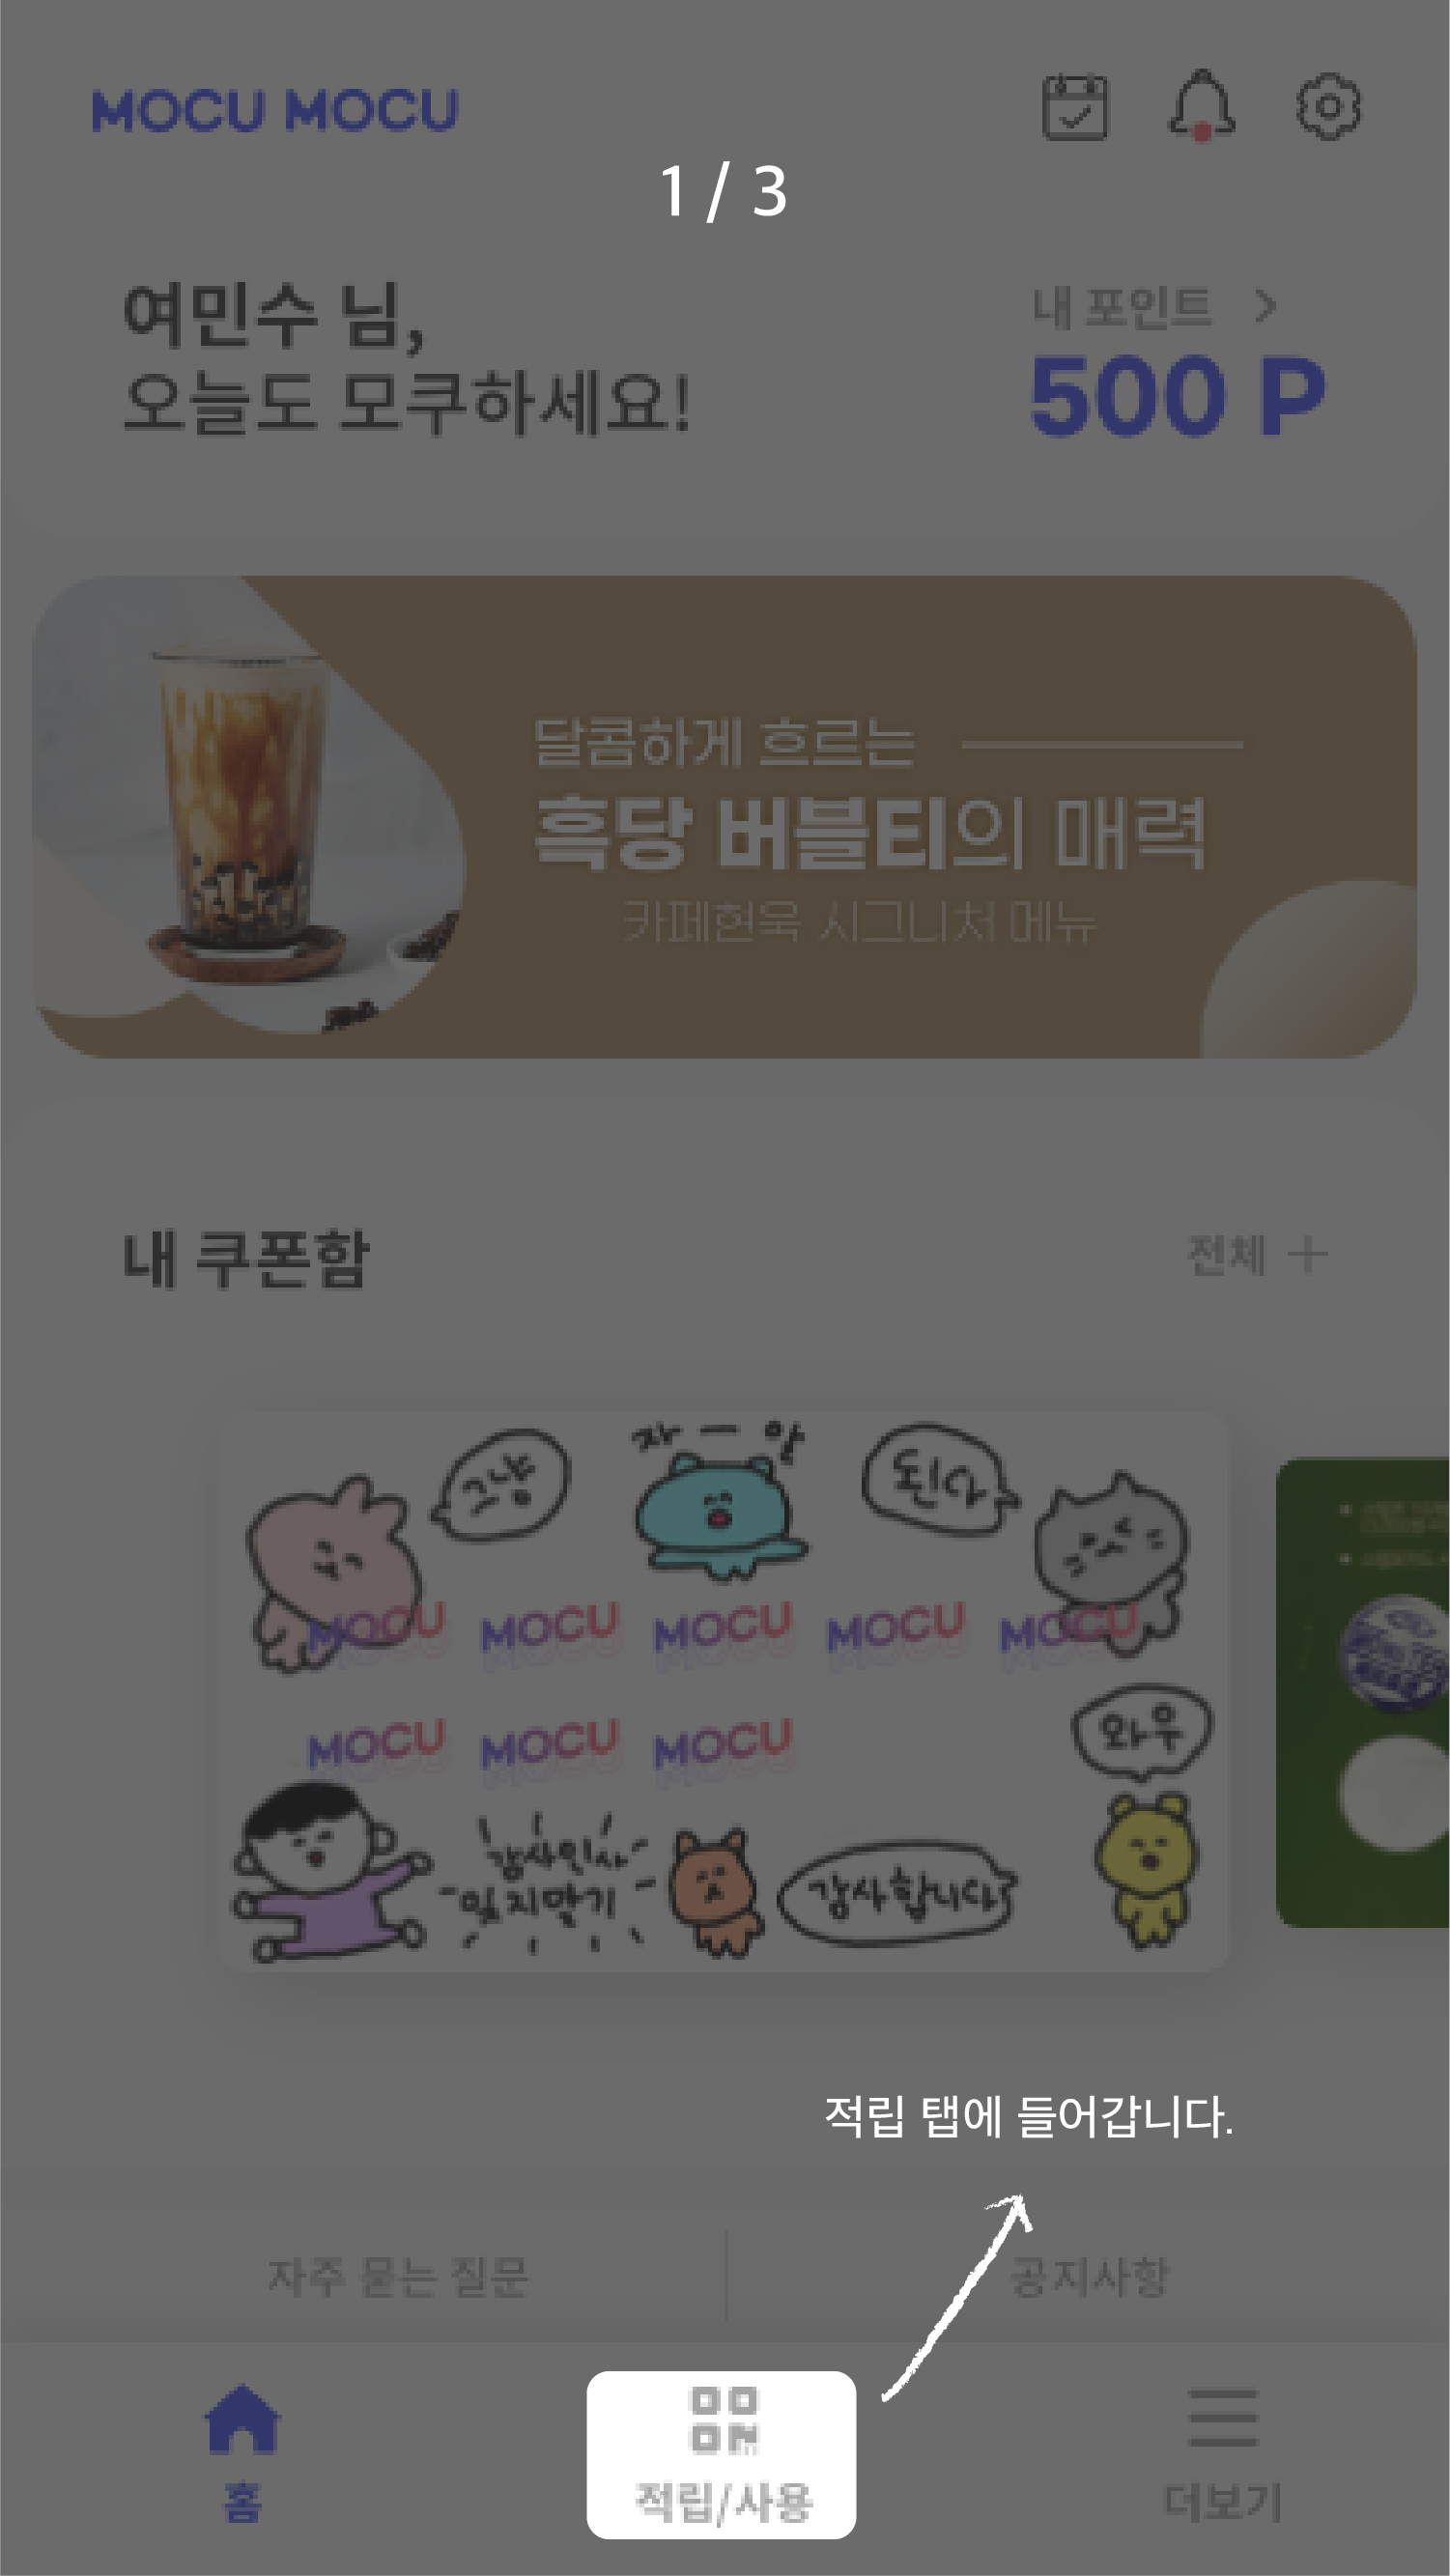 MOCU MOCU
1 / 3
여민수 님,
오늘도 모쿠하세요!
내 포인트 >
500 P
달콤하게 흐르는
흑당 버블티의 매력
카페현욱 시그니처 메뉴
내 쿠폰함
전체 +
그냥
자 ー 알
된다
MOCU MOCU MOCU MOCU MOCU
MOCU MOCU MOCU
와우
감사인사
잊지말기
감사합니다
적립 탭에 들어갑니다.
자주 묻는 질문
공지사항
홈
적립/사용
더보기